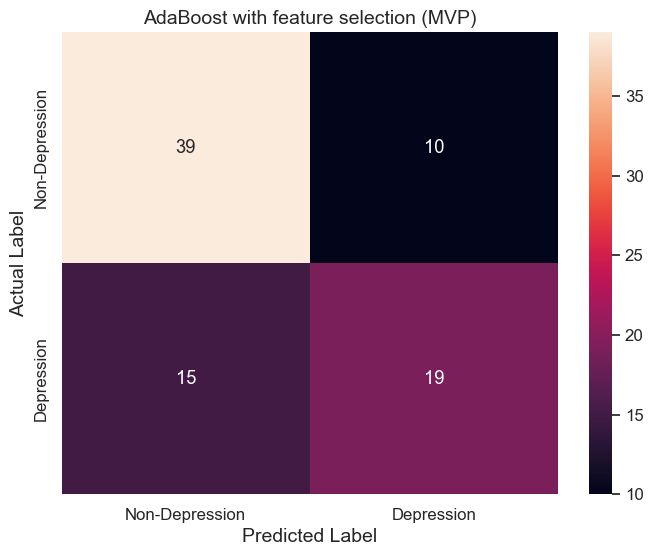 AdaBoost with feature selection (MVP)
Actual Label
Non-Depression
Depression
39
10
15
19
Non-Depression
Depression
Predicted Label
35
30
25
20
15
10